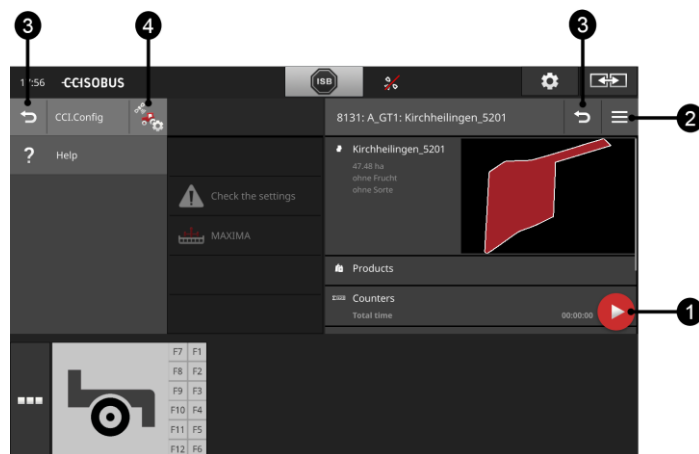 3
4
3
17:56
CCISOBUS
ISB
CCI.Config
8131: A_GT1: Kirchheilingen_5201
2
? Help
Kirchheilingen_5201
47,48 ha
ohne Frucht
ohne Sorte
Check the settings
MAXIMA
Products
Counters
Total time
00:00:00
1
F7 F1
F8 F2
F9 F3
F10 F4
F11 F5
F12 F6